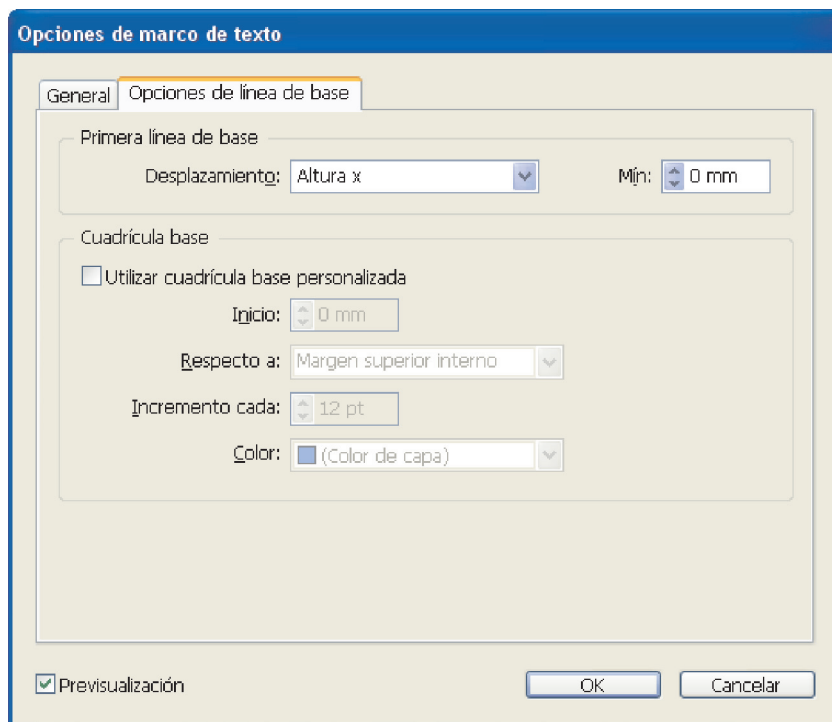 Opciones de marco de texto
General Opciones de línea de base
Primera línea de base
Desplazamiento: Altura x Mín: 0 mm
Cuadrícula base
Utilizar cuadrícula base personalizada
Inicio: 0 mm
Respecto a: Margen superior interno
Incremento cada: 12 pt
Color: (Color de capa)
Previsualización OK Cancelar